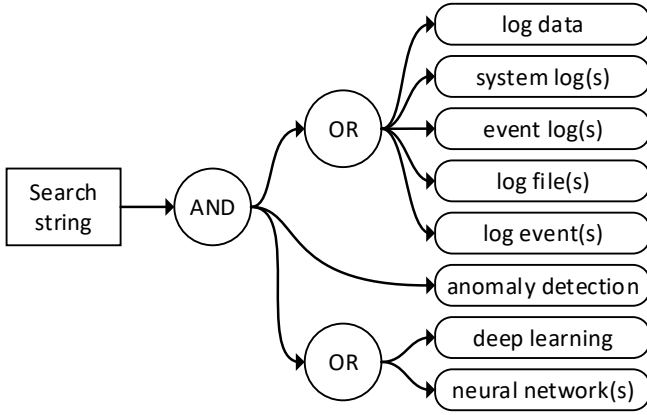 Search
string
AND
OR
log data
system log(s)
event log(s)
log file(s)
log event(s)
anomaly detection
OR
deep learning
neural network(s)